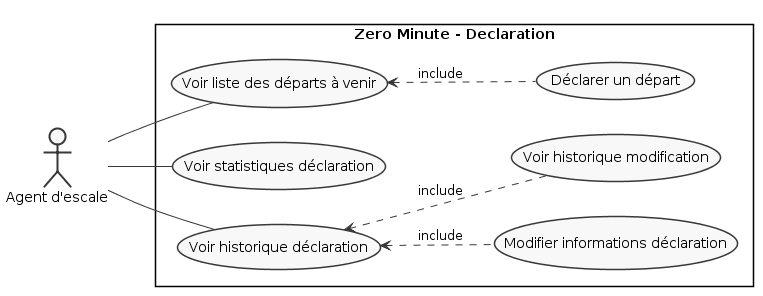 Zero Minute - Declaration
Voir liste des départs à venir
include
Déclarer un départ
Agent d'escale
Voir statistiques déclaration
Voir historique modification
include
Voir historique déclaration
include
Modifier informations déclaration